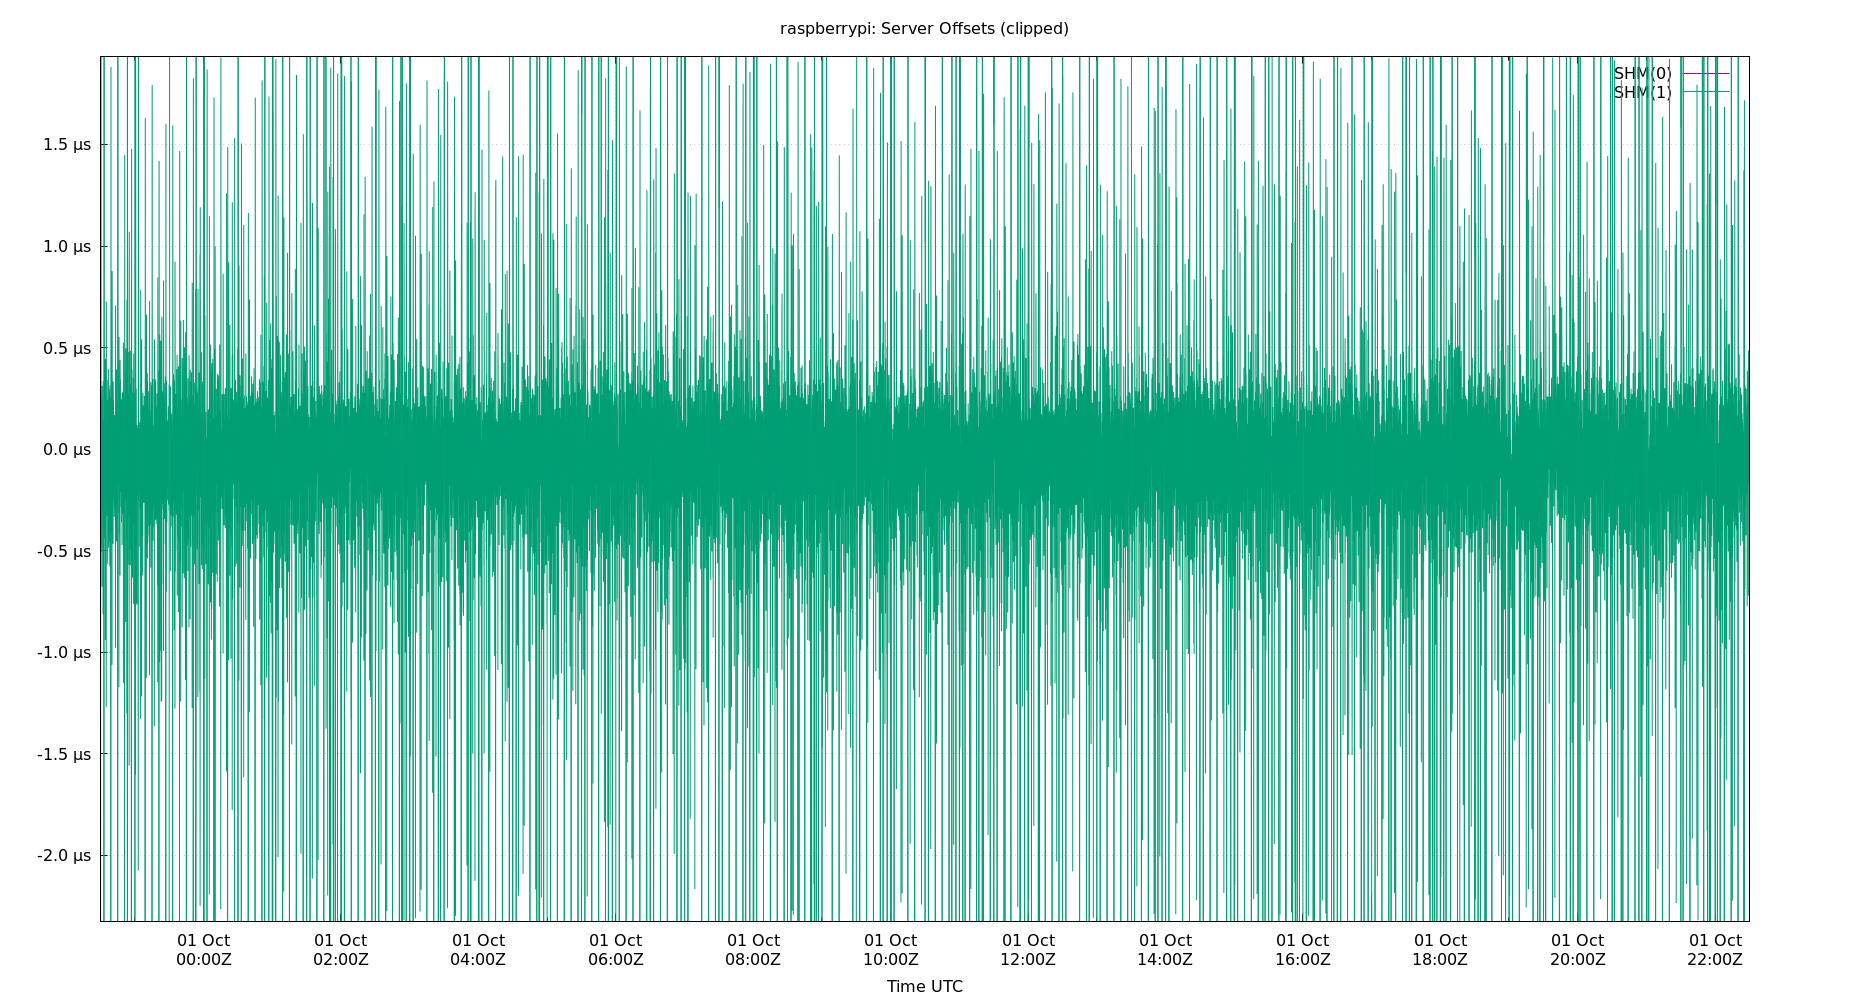 raspberrypi: Server Offsets (clipped)
SHM(0)
SHM(1)
1.5 µs
1.0 µs
0.5 µs
0.0 µs
-0.5 µs
-1.0 µs
-1.5 µs
-2.0 µs
01 Oct 01 Oct 01 Oct 01 Oct 01 Oct 01 Oct 01 Oct 01 Oct 01 Oct 01 Oct 01 Oct 01 Oct
00:00Z 02:00Z 04:00Z 06:00Z 08:00Z 10:00Z 12:00Z 14:00Z 16:00Z 18:00Z 20:00Z 22:00Z
Time UTC